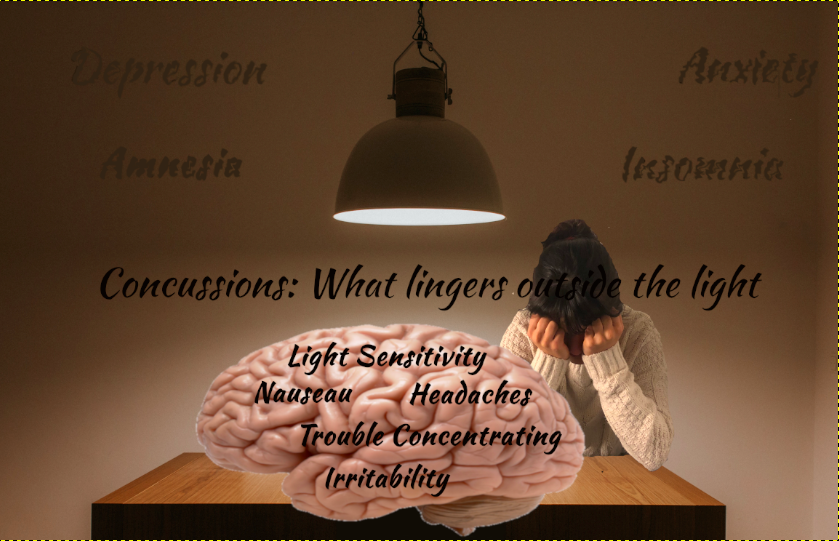 Depression
Anxiety
Amnesia
Insomnia
Concussions: What lingers outside the light
Light Sensitivity
Nauseau Headaches
Trouble Concentrating
Irritability